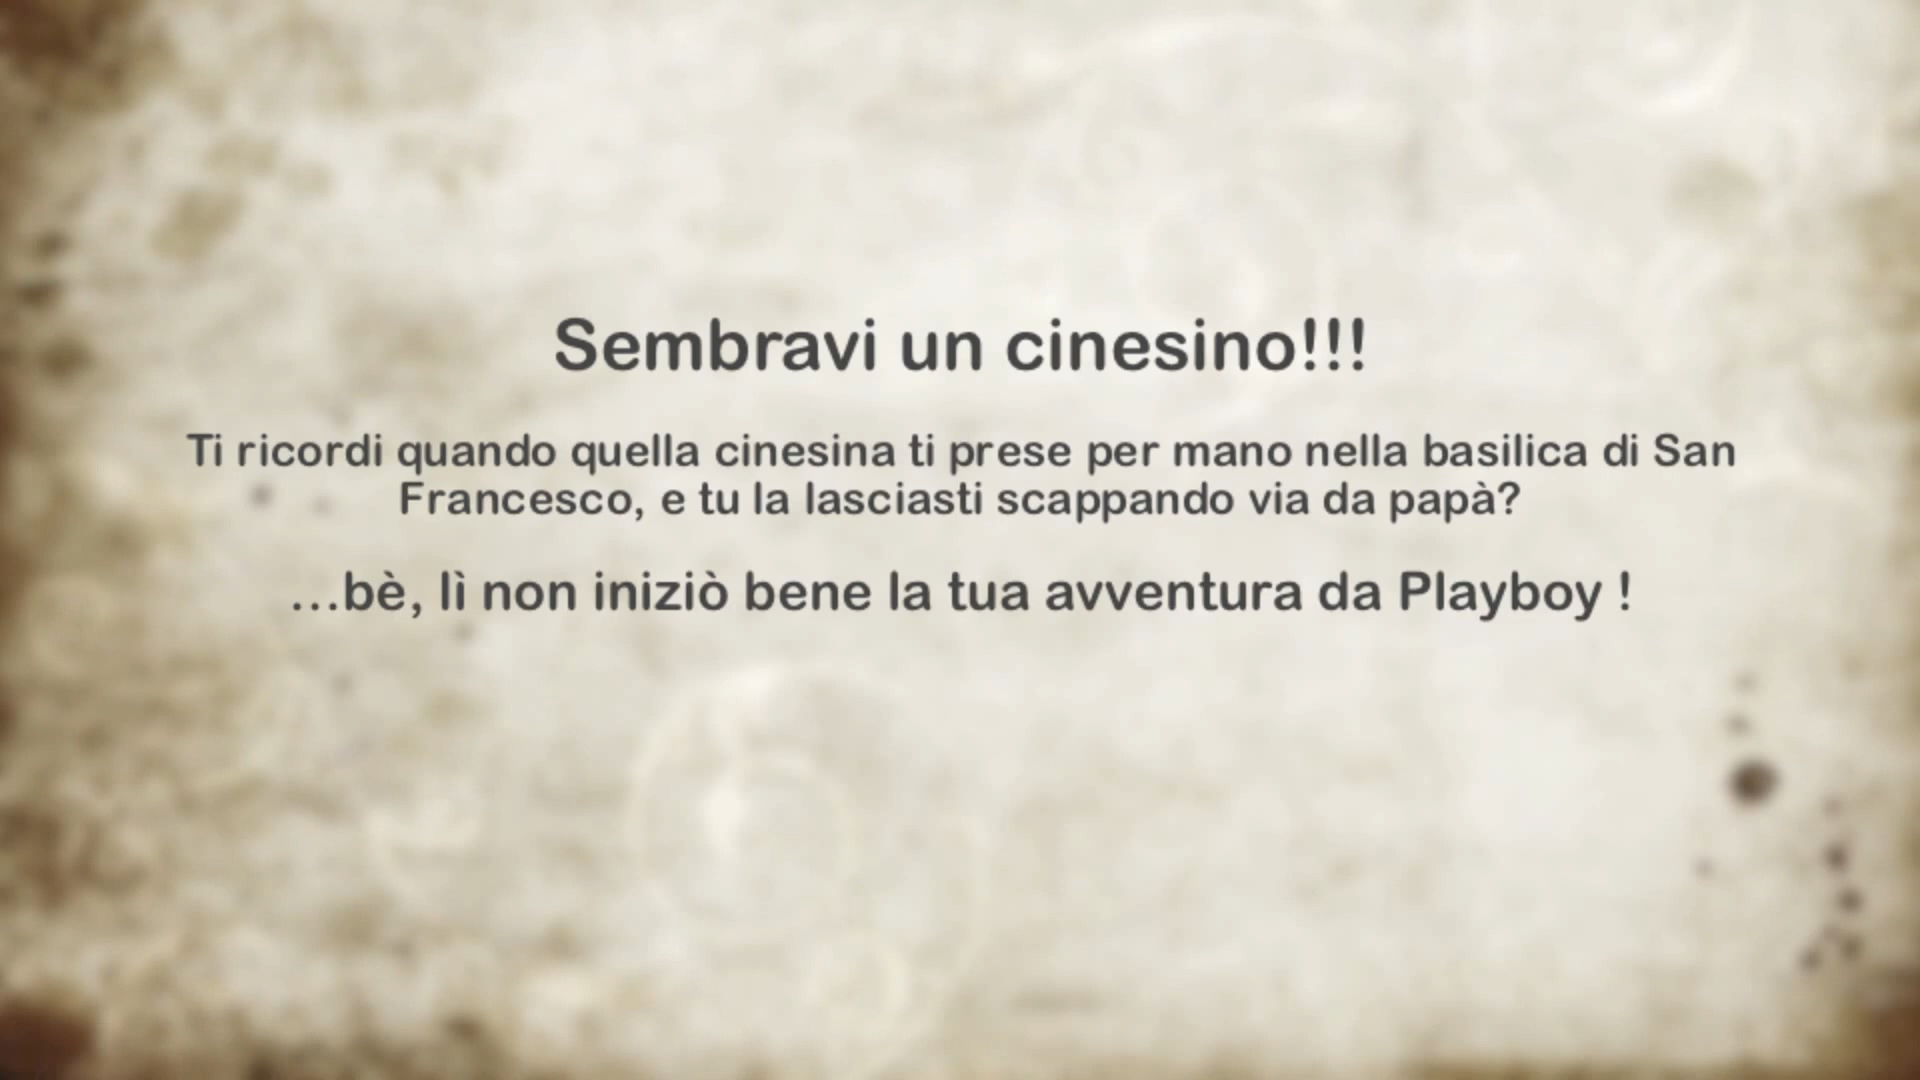 Sembravi un cinesino!!!
Ti ricordi quando quella cinesina ti prese per mano nella basilica di San
Francesco, e tu la lasciasti scappando via da papà?
...bè, lì non iniziò bene la tua avventura da Playboy !